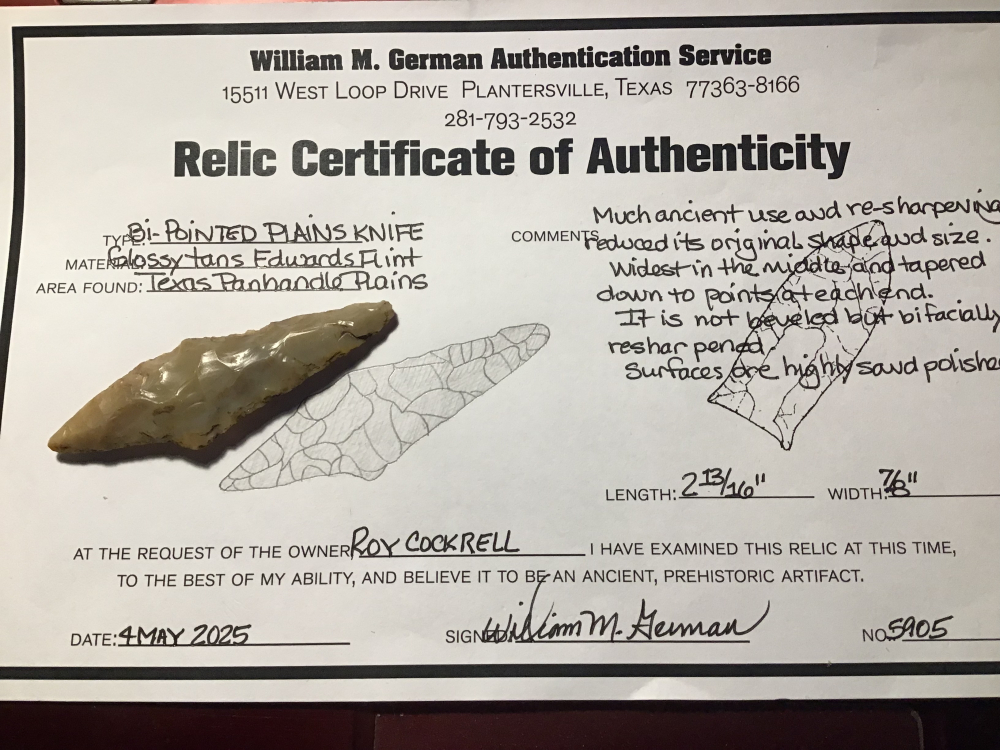 William M. German Authentication Service
15511 West Loop Drive Plantersville, Texas 77363-8166
281-793-2532
Relic Certificate of Authenticity
TYPE: Bi-POINTED PLAINS KNIFE
MATERIAL: Glossy tans Edwards Flint
AREA FOUND: Texas Panhandle Plains
COMMENTS Much ancient use and re-sharpening
reduced its original shape and size.
Widest in the middle and tapered
down to points at each end.
It is not beveled but bifacially
resharpened.
Surfaces are highly sand polishe
LENGTH: 2 13/16" WIDTH: 7/8"
AT THE REQUEST OF THE OWNER ROY COCKRELL I HAVE EXAMINED THIS RELIC AT THIS TIME,
TO THE BEST OF MY ABILITY, AND BELIEVE IT TO BE AN ANCIENT, PREHISTORIC ARTIFACT.
DATE: 4 MAY 2025 SIGNED: William M. German NO. 5905